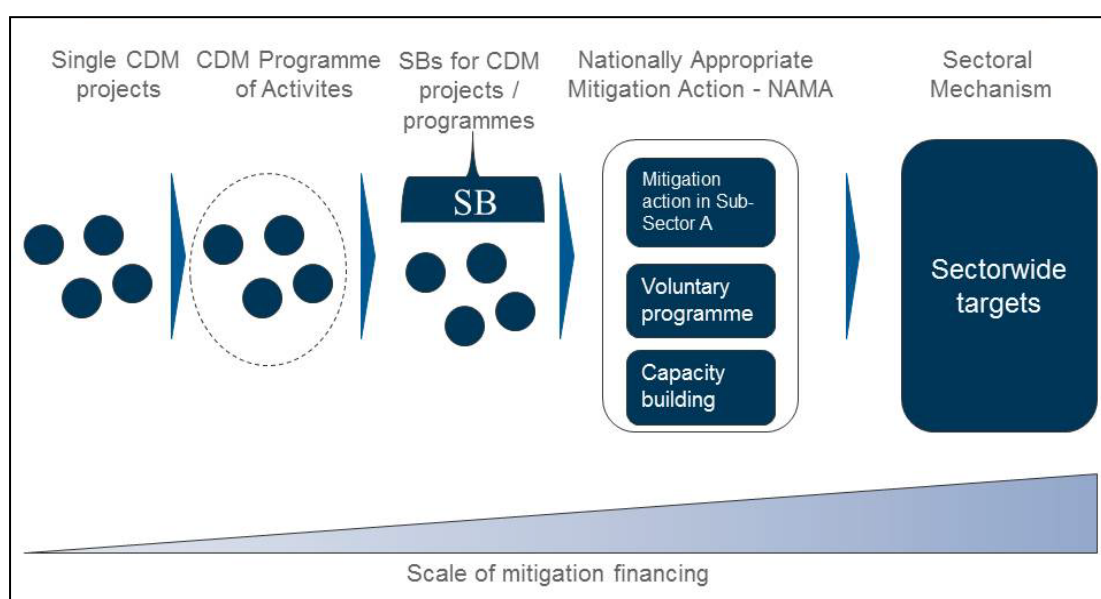 Single CDM
projects
CDM Programme
of Activites
SBs for CDM
projects /
programmes
Nationally Appropriate
Mitigation Action - NAMA
Sectoral
Mechanism
SB
Mitigation
action in Sub-
Sector A
Voluntary
programme
Capacity
building
Sectorwide
targets
Scale of mitigation financing